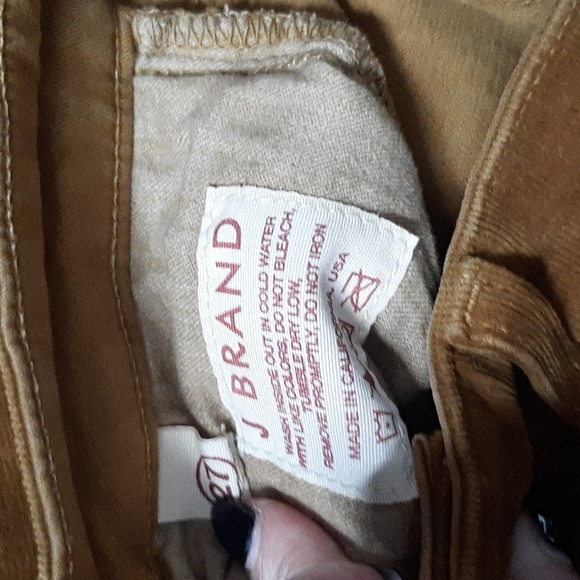 J BRAND
WASH INSIDE OUT IN COLD WATER
WITH LIKE COLORS, DO NOT BLEACH,
TUMBLE DRY LOW,
REMOVE PROMPTLY, DO NOT IRON
MADE IN USA
27